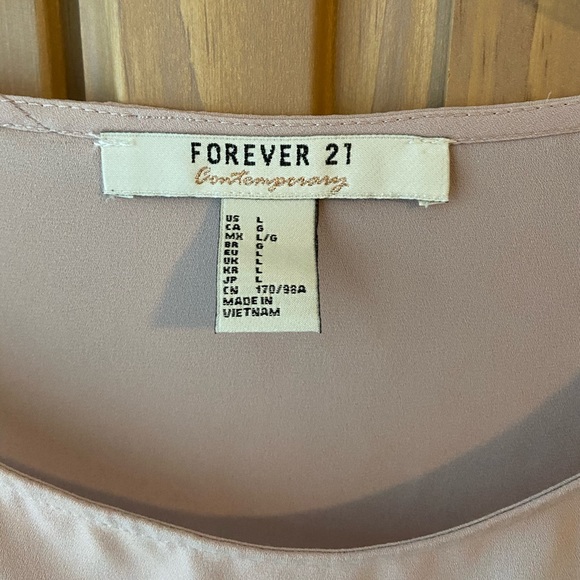 FOREVER 21
Contemporary
US L
CA G
MX L/G
BR G
EU L
UK L
KR L
JP L
CN 170/98A
MADE IN
VIETNAM